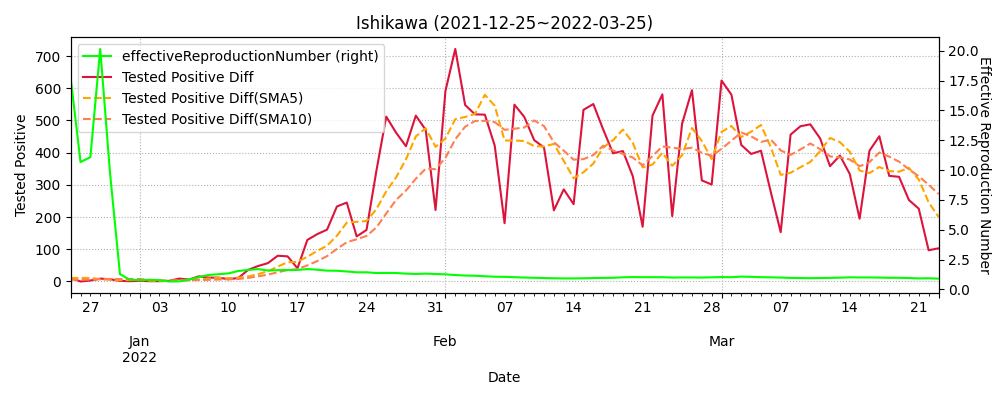 Ishikawa (2021-12-25~2022-03-25)
effectiveReproductionNumber (right)
Tested Positive Diff
Tested Positive Diff(SMA5)
Tested Positive Diff(SMA10)
Tested Positive
700
600
500
400
300
200
100
0
20.0
17.5
15.0
12.5
10.0
7.5
5.0
2.5
0.0
Effective Reproduction Number
27 03 10 17 24 31 07 14 21 28 07 14 21
Jan Feb Mar
2022
Date